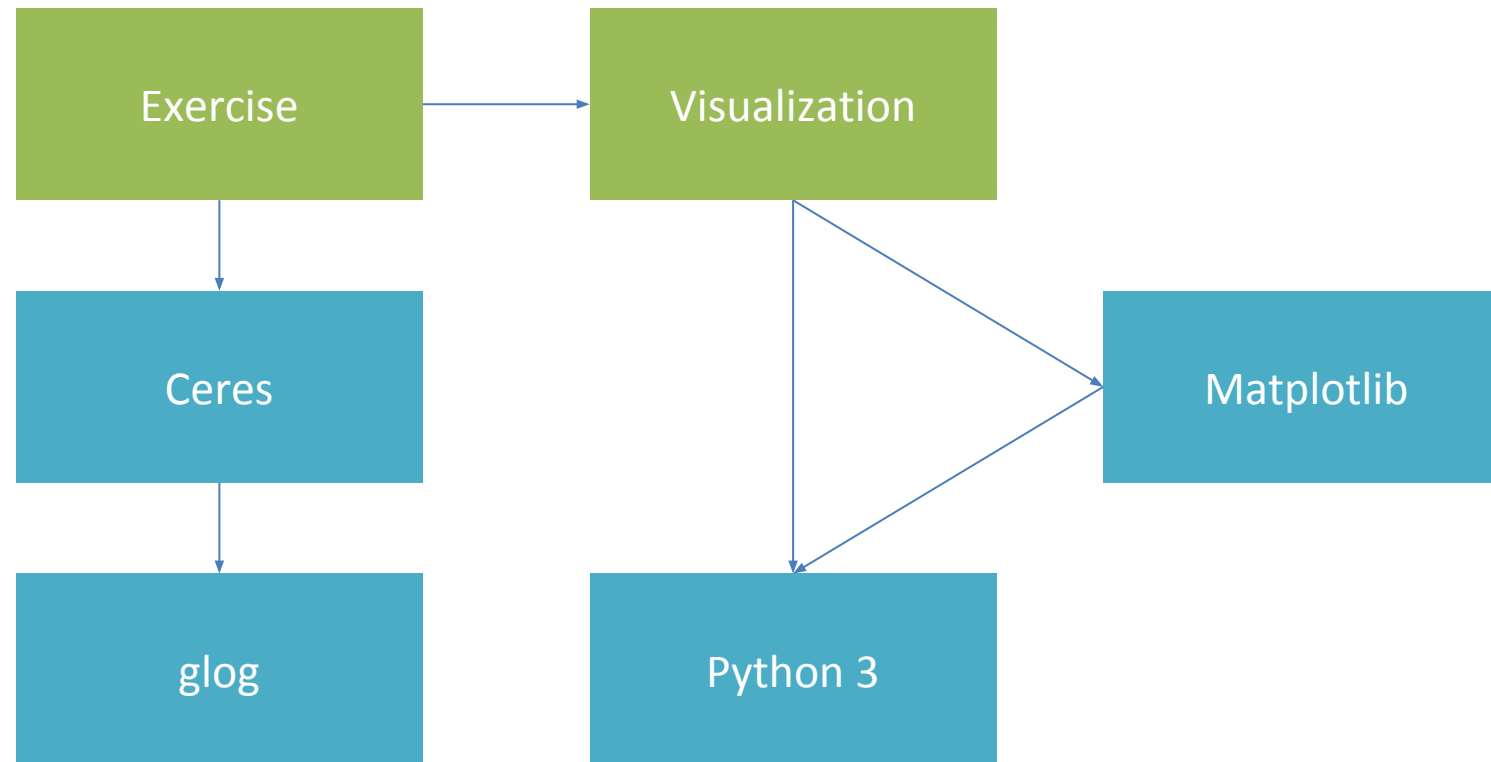 Exercise
Visualization
Ceres
Matplotlib
glog
Python 3